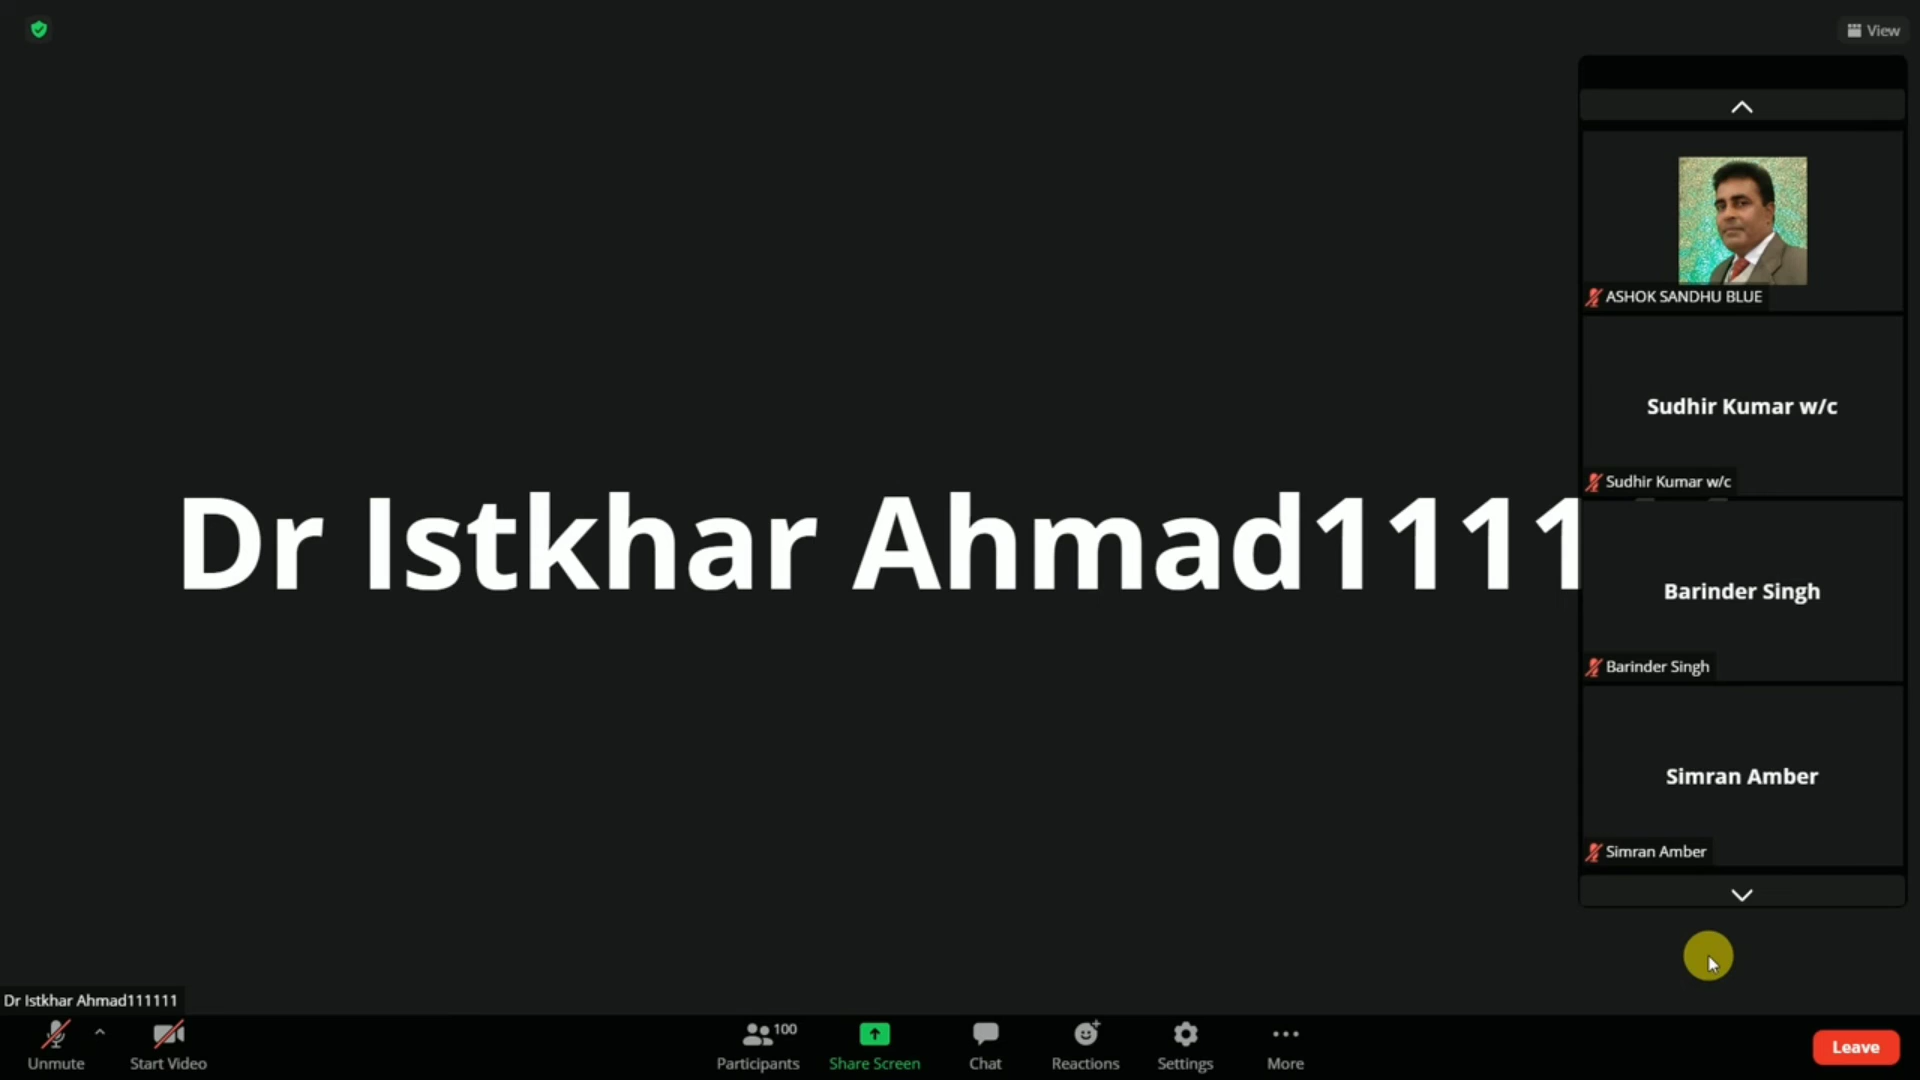 View
ASHOK SANDHU BLUE
Sudhir Kumar w/c
Sudhir Kumar w/c
Dr Istkhar Ahmad1111
Barinder Singh
Barinder Singh
Simran Amber
Simran Amber
Dr Istkhar Ahmad111111
Unmute
Start Video
100
Participants
Share Screen
Chat
Reactions
Settings
More
Leave